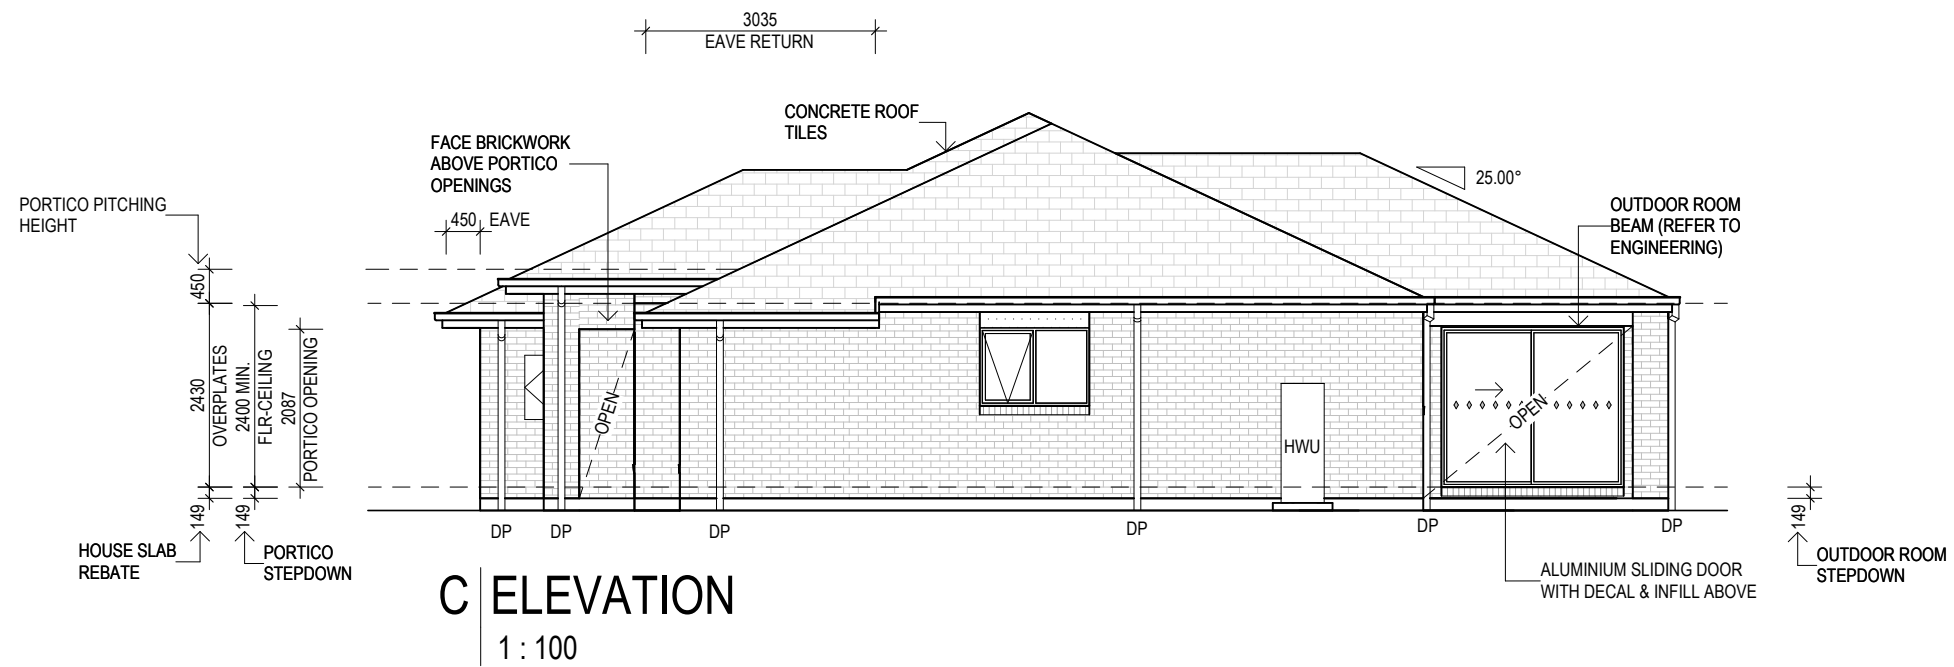 3035
EAVE RETURN
CONCRETE ROOF
TILES
FACE BRICKWORK
ABOVE PORTICO
OPENINGS
25.00°
PORTICO PITCHING
HEIGHT
450 EAVE
OUTDOOR ROOM
BEAM (REFER TO
ENGINEERING)
450
2430
OVERPLATES
2400 MIN.
FLR-CEILING
2087
PORTICO OPENING
OPEN
HWU
OPEN
149
149
149
DP
DP
DP
DP
DP
DP
HOUSE SLAB
REBATE
PORTICO
STEPDOWN
ALUMINIUM SLIDING DOOR
WITH DECAL & INFILL ABOVE
OUTDOOR ROOM
STEPDOWN
C ELEVATION
1 : 100